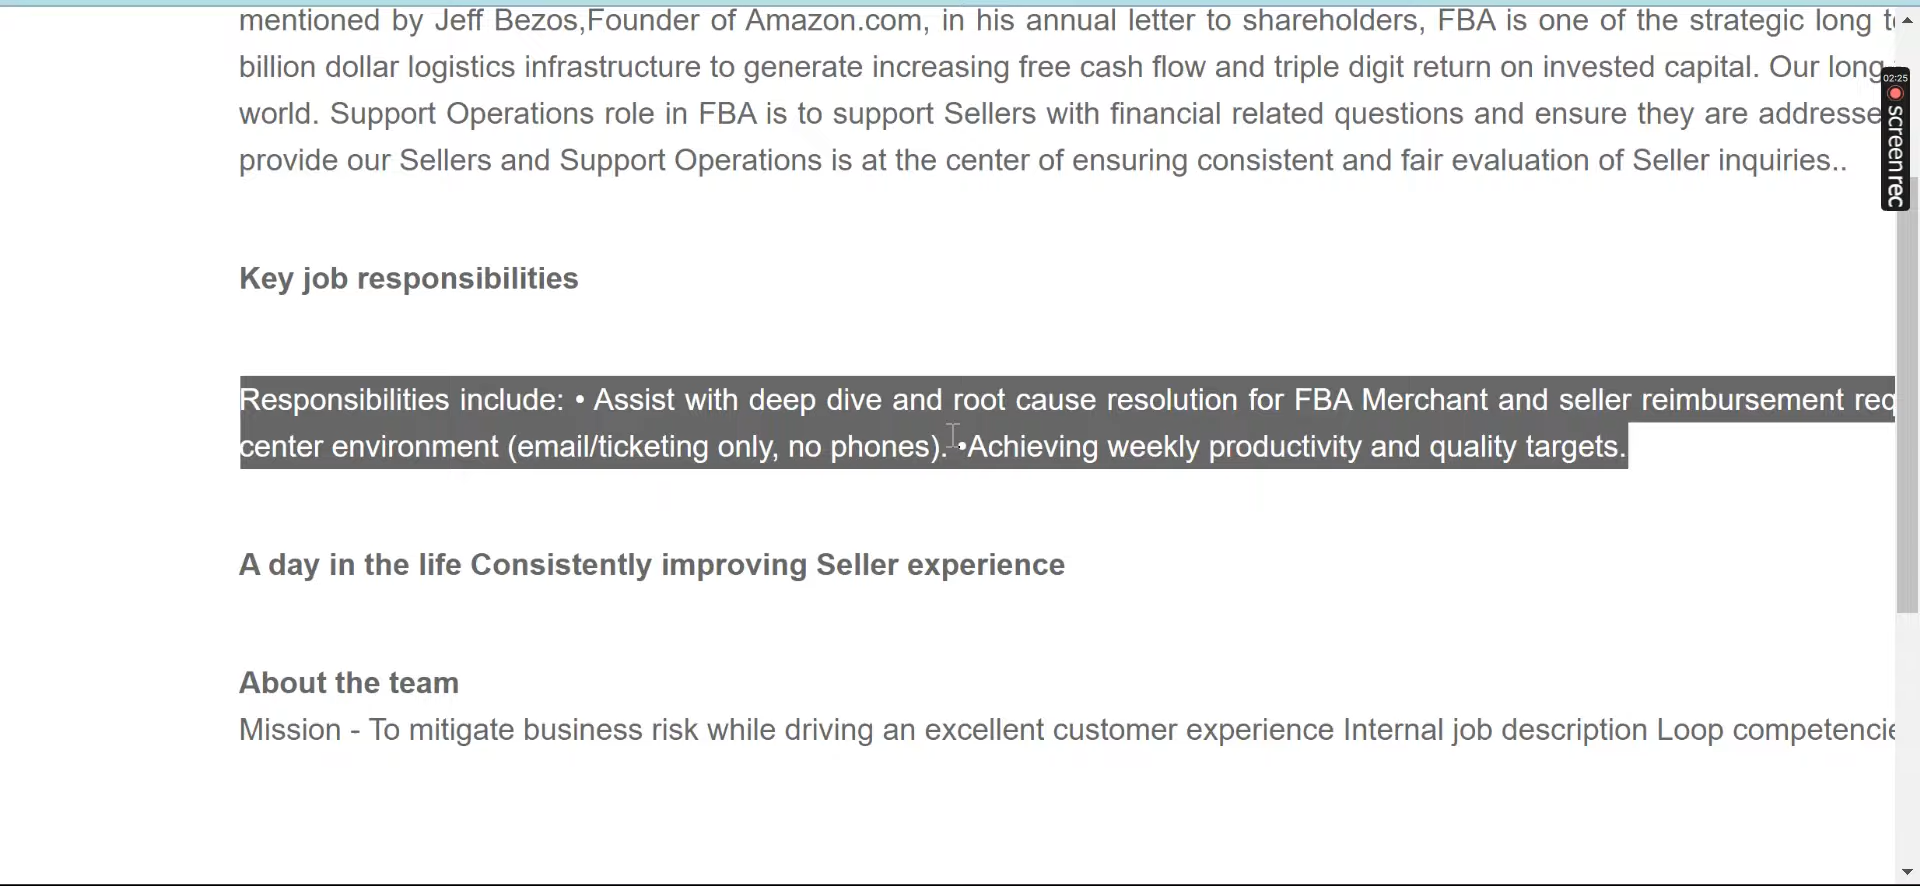 mentioned by Jeff Bezos,Founder of Amazon.com, in his annual letter to shareholders, FBA is one of the strategic long
billion dollar logistics infrastructure to generate increasing free cash flow and triple digit return on invested capital. Our long
world. Support Operations role in FBA is to support Sellers with financial related questions and ensure they are addresse
provide our Sellers and Support Operations is at the center of ensuring consistent and fair evaluation of Seller inquiries..
02:25
screen rec
Key job responsibilities
Responsibilities include: • Assist with deep dive and root cause resolution for FBA Merchant and seller reimbursement req
center environment (email/ticketing only, no phones). •Achieving weekly productivity and quality targets.
A day in the life Consistently improving Seller experience
About the team
Mission - To mitigate business risk while driving an excellent customer experience Internal job description Loop competencie